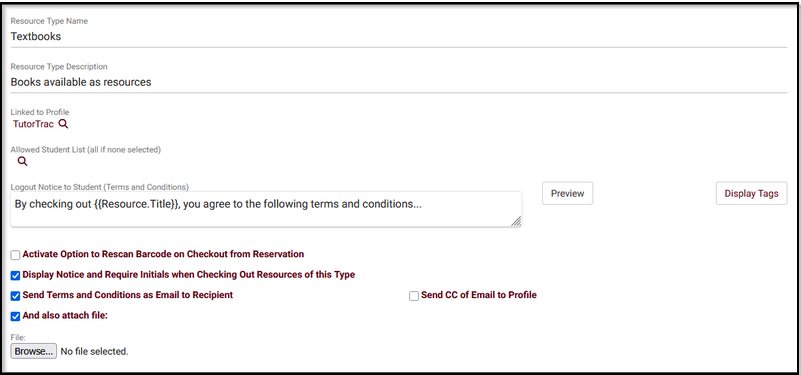 Resource Type Name
Textbooks
Resource Type Description
Books available as resources
Linked to Profile
TutorTrac
Allowed Student List (all if none selected)
Logout Notice to Student (Terms and Conditions)
By checking out {{Resource.Title}}, you agree to the following terms and conditions...
Preview
Display Tags
Activate Option to Rescan Barcode on Checkout from Reservation
Display Notice and Require Initials when Checking Out Resources of this Type
Send Terms and Conditions as Email to Recipient
Send CC of Email to Profile
And also attach file:
File:
Browse... No file selected.